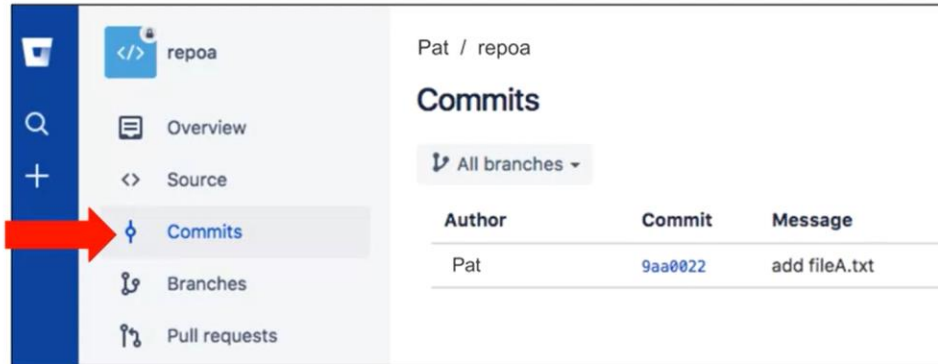 </> repoa
Overview
<> Source
Commits
Branches
Pull requests
Pat / repoa
Commits
All branches
Author Commit Message
Pat 9aa0022 add fileA.txt